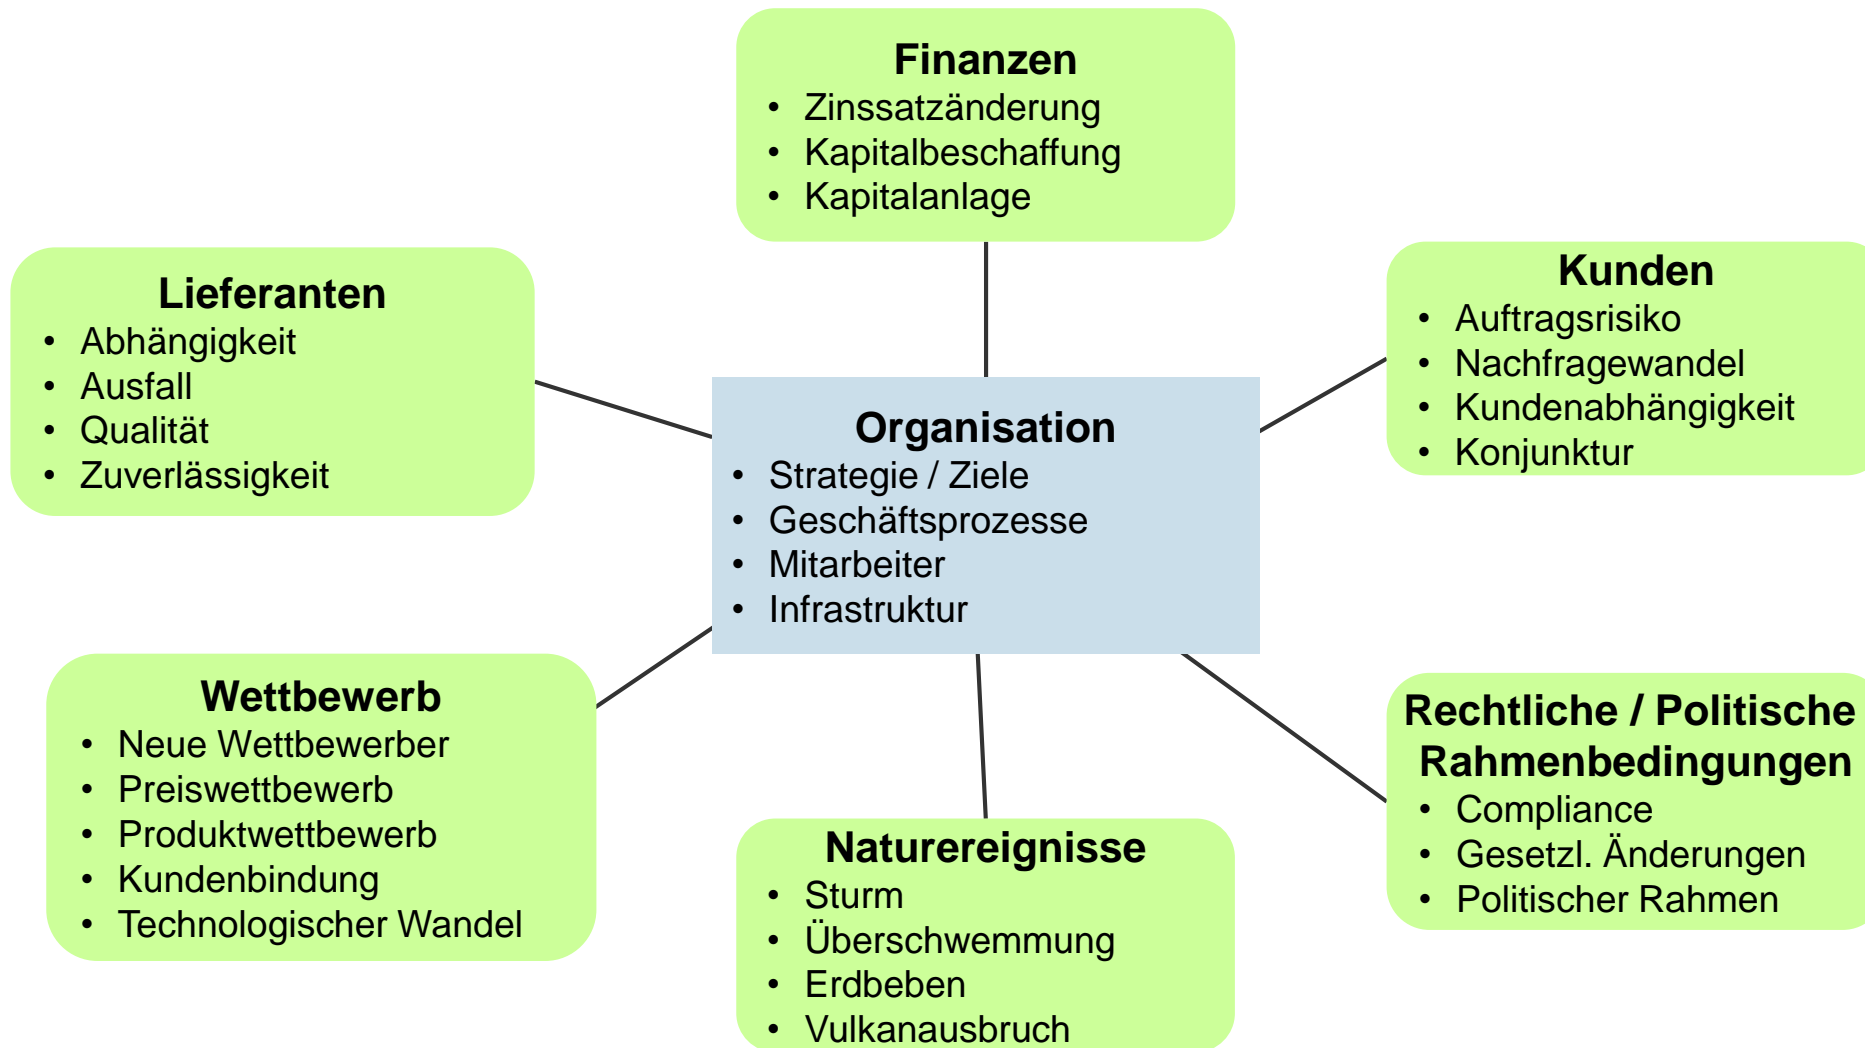 Finanzen
• Zinssatzänderung
• Kapitalbeschaffung
• Kapitalanlage
Lieferanten
• Abhängigkeit
• Ausfall
• Qualität
• Zuverlässigkeit
Kunden
• Auftragsrisiko
• Nachfragewandel
• Kundenabhängigkeit
• Konjunktur
Organisation
• Strategie / Ziele
• Geschäftsprozesse
• Mitarbeiter
• Infrastruktur
Wettbewerb
• Neue Wettbewerber
• Preiswettbewerb
• Produktwettbewerb
• Kundenbindung
• Technologischer Wandel
Naturereignisse
• Sturm
• Überschwemmung
• Erdbeben
• Vulkanausbruch
Rechtliche / Politische
Rahmenbedingungen
• Compliance
• Gesetzl. Änderungen
• Politischer Rahmen